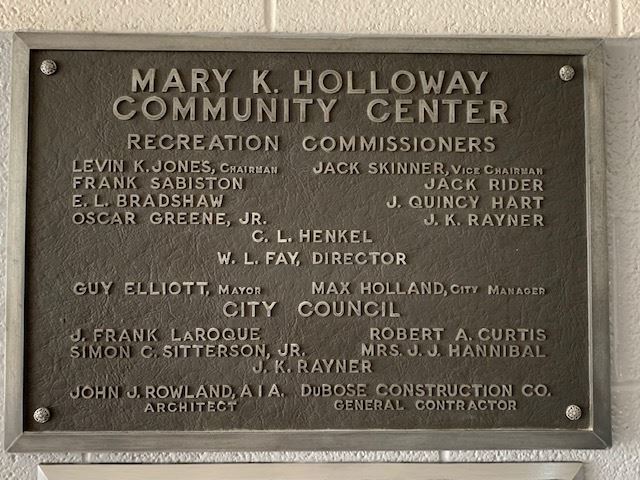 MARY K. HOLLOWAY
COMMUNITY CENTER
RECREATION COMMISSIONERS
LEVIN K. JONES, CHAIRMAN JACK SKINNER, VICE CHAIRMAN
FRANK SABISTON JACK RIDER
E. L. BRADSHAW J. QUINCY HART
OSCAR GREENE, JR. J. K. RAYNER
C. L. HENKEL
W. L. FAY, DIRECTOR
GUY ELLIOTT, MAYOR MAX HOLLAND, CITY MANAGER
CITY COUNCIL
J. FRANK LAROQUE ROBERT A. CURTIS
SIMON C. SITTERSON, JR. MRS. J. J. HANNIBAL
J. K. RAYNER
JOHN J. ROWLAND, A I A. DUBOSE CONSTRUCTION CO.
ARCHITECT GENERAL CONTRACTOR